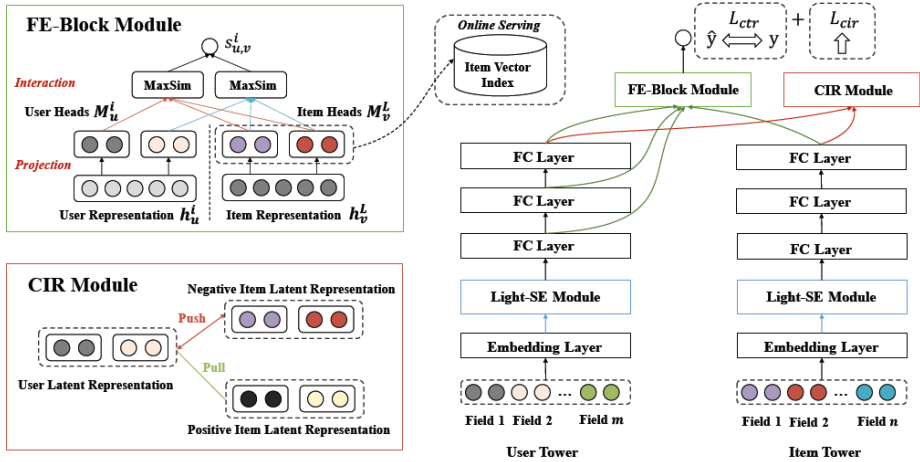 FE-Block Module
S^i_{u,v}
Interaction
MaxSim
MaxSim
User Heads M^i_u
Item Heads M^L_v
Projection
User Representation h^i_u
Item Representation h^L_v
Online Serving
Item Vector
Index
CIR Module
Negative Item Latent Representation
Push
Pull
User Latent Representation
Positive Item Latent Representation
L_{ctr}
ŷ ⟺ y
+
L_{cir}
⇑
FE-Block Module
CIR Module
FC Layer
FC Layer
FC Layer
Light-SE Module
Embedding Layer
...
Field 1 Field 2 Field m
User Tower
FC Layer
FC Layer
FC Layer
Light-SE Module
Embedding Layer
...
Field 1 Field 2 Field n
Item Tower